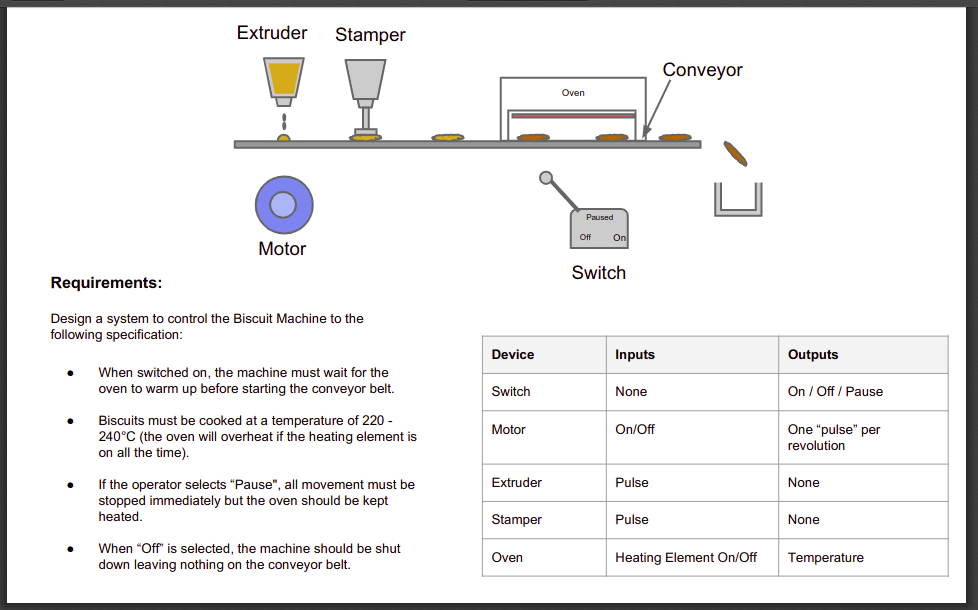 Extruder
Stamper
Conveyor
Oven
Paused
Off On
Motor
Switch
Requirements:
Design a system to control the Biscuit Machine to the
following specification:
● When switched on, the machine must wait for the
oven to warm up before starting the conveyor belt.
● Biscuits must be cooked at a temperature of 220 -
240°C (the oven will overheat if the heating element is
on all the time).
● If the operator selects “Pause", all movement must be
stopped immediately but the oven should be kept
heated.
● When “Off” is selected, the machine should be shut
down leaving nothing on the conveyor belt.
Device Inputs Outputs
Switch None On / Off / Pause
Motor On/Off One “pulse” per
revolution
Extruder Pulse None
Stamper Pulse None
Oven Heating Element On/Off Temperature